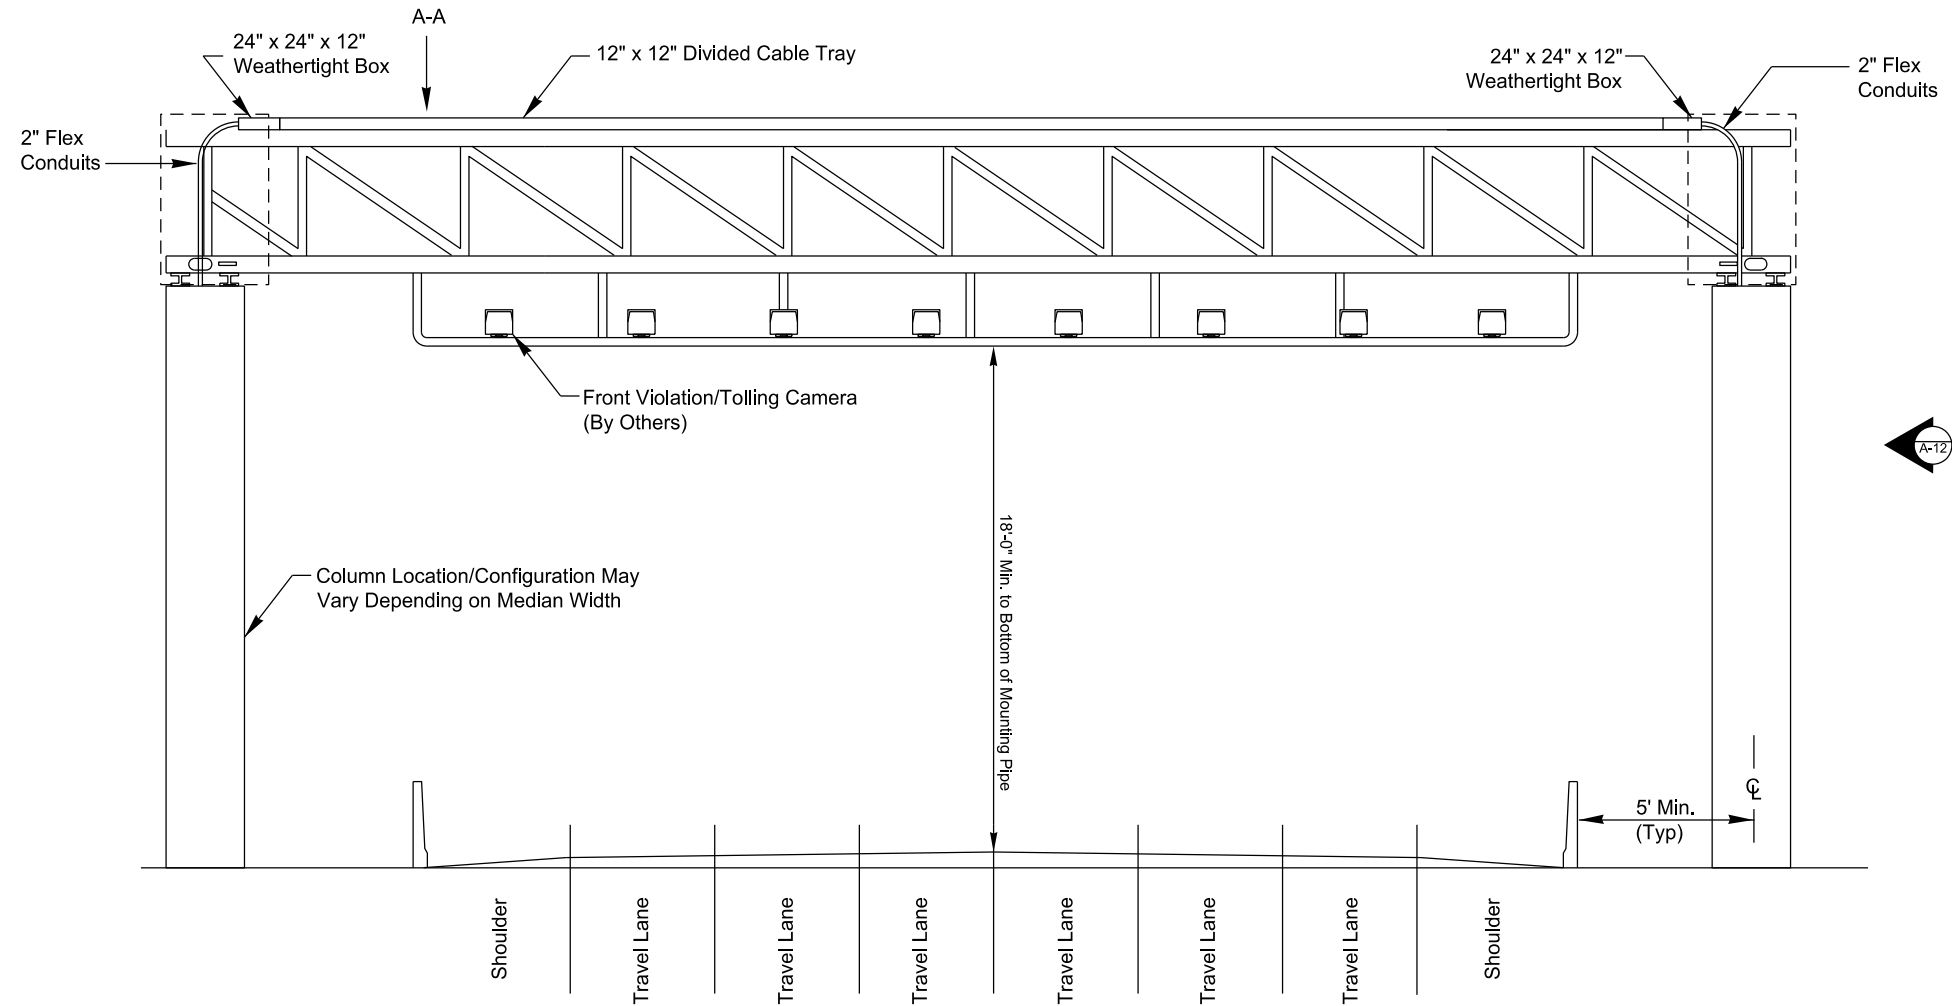 A-A
24" x 24" x 12"
Weathertight Box
12" x 12" Divided Cable Tray
24" x 24" x 12"
Weathertight Box
2" Flex
Conduits
2" Flex
Conduits
Front Violation/Tolling Camera
(By Others)
A-12
18'-0" Min. to Bottom of Mounting Pipe
Column Location/Configuration May
Vary Depending on Median Width
℄
5' Min.
(Typ)
Shoulder
Travel Lane
Travel Lane
Travel Lane
Travel Lane
Travel Lane
Travel Lane
Shoulder